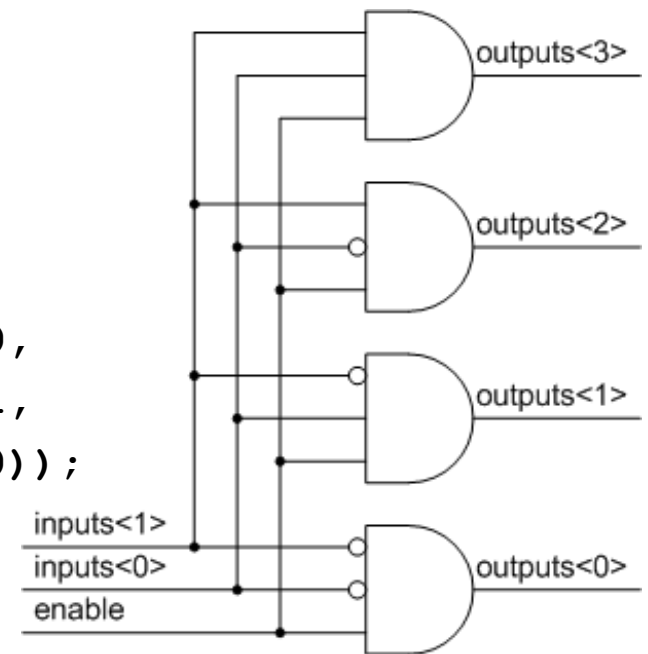 outputs<3>
outputs<2>
,
,
));
outputs<1>
inputs<1>
inputs<0>
outputs<0>
enable